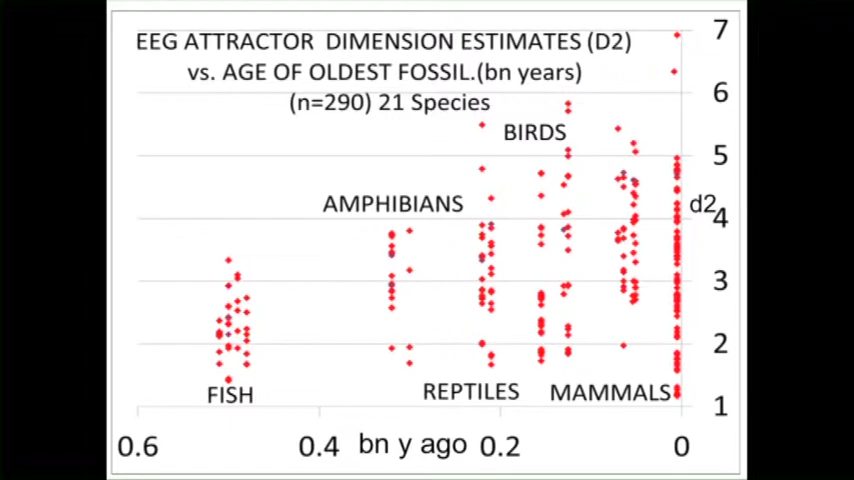 EEG ATTRACTOR DIMENSION ESTIMATES (D2)
vs. AGE OF OLDEST FOSSIL.(bn years)
(n=290) 21 Species
7
6
BIRDS
5
AMPHIBIANS
d2
4
3
2
FISH
REPTILES
MAMMALS
1
0.6
0.4
bn y ago
0.2
0